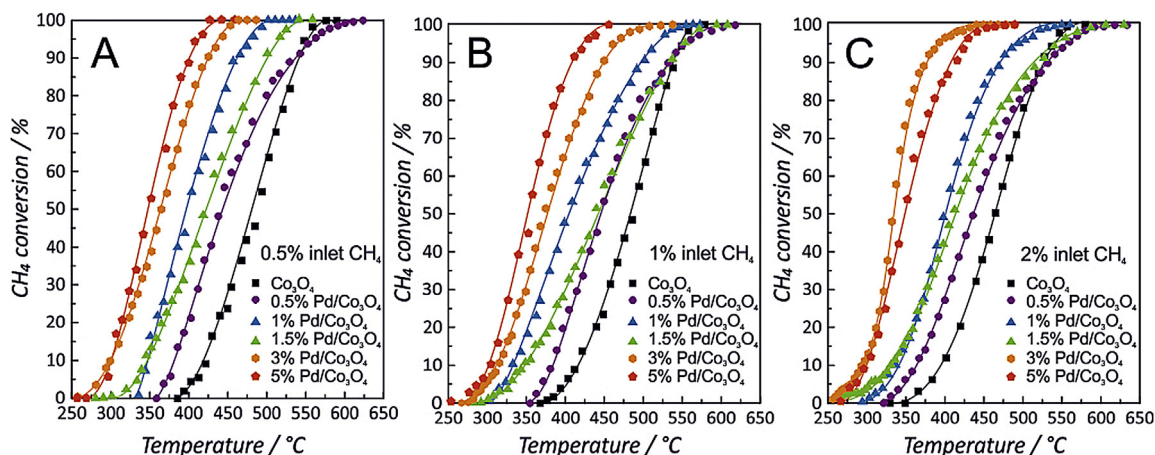 A
CH₄ conversion / %
100
90
80
70
60
50
40
30
20
10
0
0.5% inlet CH₄
Co₃O₄
0.5% Pd/Co₃O₄
1% Pd/Co₃O₄
1.5% Pd/Co₃O₄
3% Pd/Co₃O₄
5% Pd/Co₃O₄
250 300 350 400 450 500 550 600 650
Temperature / °C
B
CH₄ conversion / %
100
90
80
70
60
50
40
30
20
10
0
1% inlet CH₄
Co₃O₄
0.5% Pd/Co₃O₄
1% Pd/Co₃O₄
1.5% Pd/Co₃O₄
3% Pd/Co₃O₄
5% Pd/Co₃O₄
250 300 350 400 450 500 550 600 650
Temperature / °C
C
CH₄ conversion / %
100
90
80
70
60
50
40
30
20
10
0
2% inlet CH₄
Co₃O₄
0.5% Pd/Co₃O₄
1% Pd/Co₃O₄
1.5% Pd/Co₃O₄
3% Pd/Co₃O₄
5% Pd/Co₃O₄
250 300 350 400 450 500 550 600 650
Temperature / °C